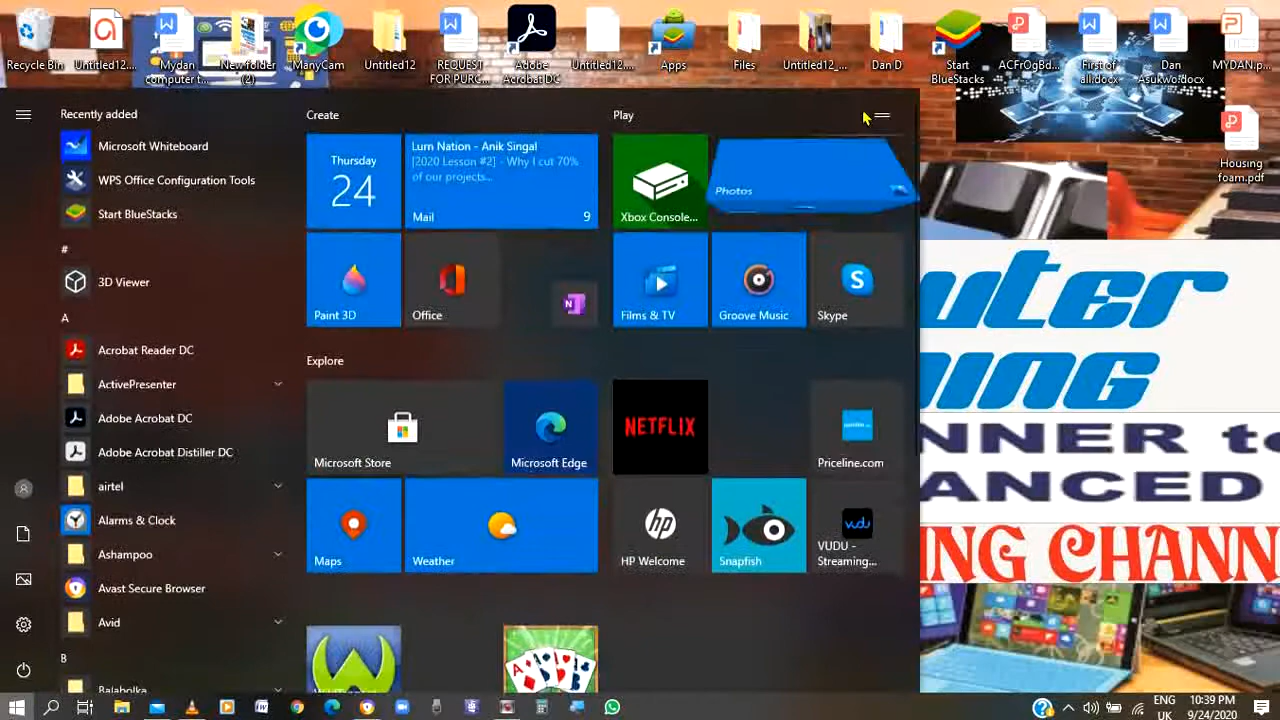 Recycle Bin
Untitled12....
Mydan computer t...
New folder (2)
ManyCam
Untitled12
REQUEST FOR PURC...
Adobe Acrobat DC
Untitled12....
Apps
Files
Untitled12_...
Dan D
Start BlueStacks
ACFrOgBd...
First of all.docx
Dan Asukwo.docx
MYDAN.p...
Housing foam.pdf
Recently added
Microsoft Whiteboard
WPS Office Configuration Tools
Start BlueStacks
#
3D Viewer
A
Acrobat Reader DC
ActivePresenter
Adobe Acrobat DC
Adobe Acrobat Distiller DC
airtel
Alarms & Clock
Ashampoo
Avast Secure Browser
Avid
B
Balabolka
Create
Thursday
24
Lurn Nation - Anik Singal
[2020 Lesson #2] - Why I cut 70%
of our projects...
Mail 9
Paint 3D
Office
Explore
Microsoft Store
Microsoft Edge
Maps
Weather
Play
Xbox Console...
Photos
Films & TV
Groove Music
Skype
NETFLIX
Priceline.com
hp
HP Welcome
Snapfish
vudu
VUDU -
Streaming...
uter
ning
NNER to
ANCED
NG CHANN
ENG
UK
10:39 PM
9/24/2020